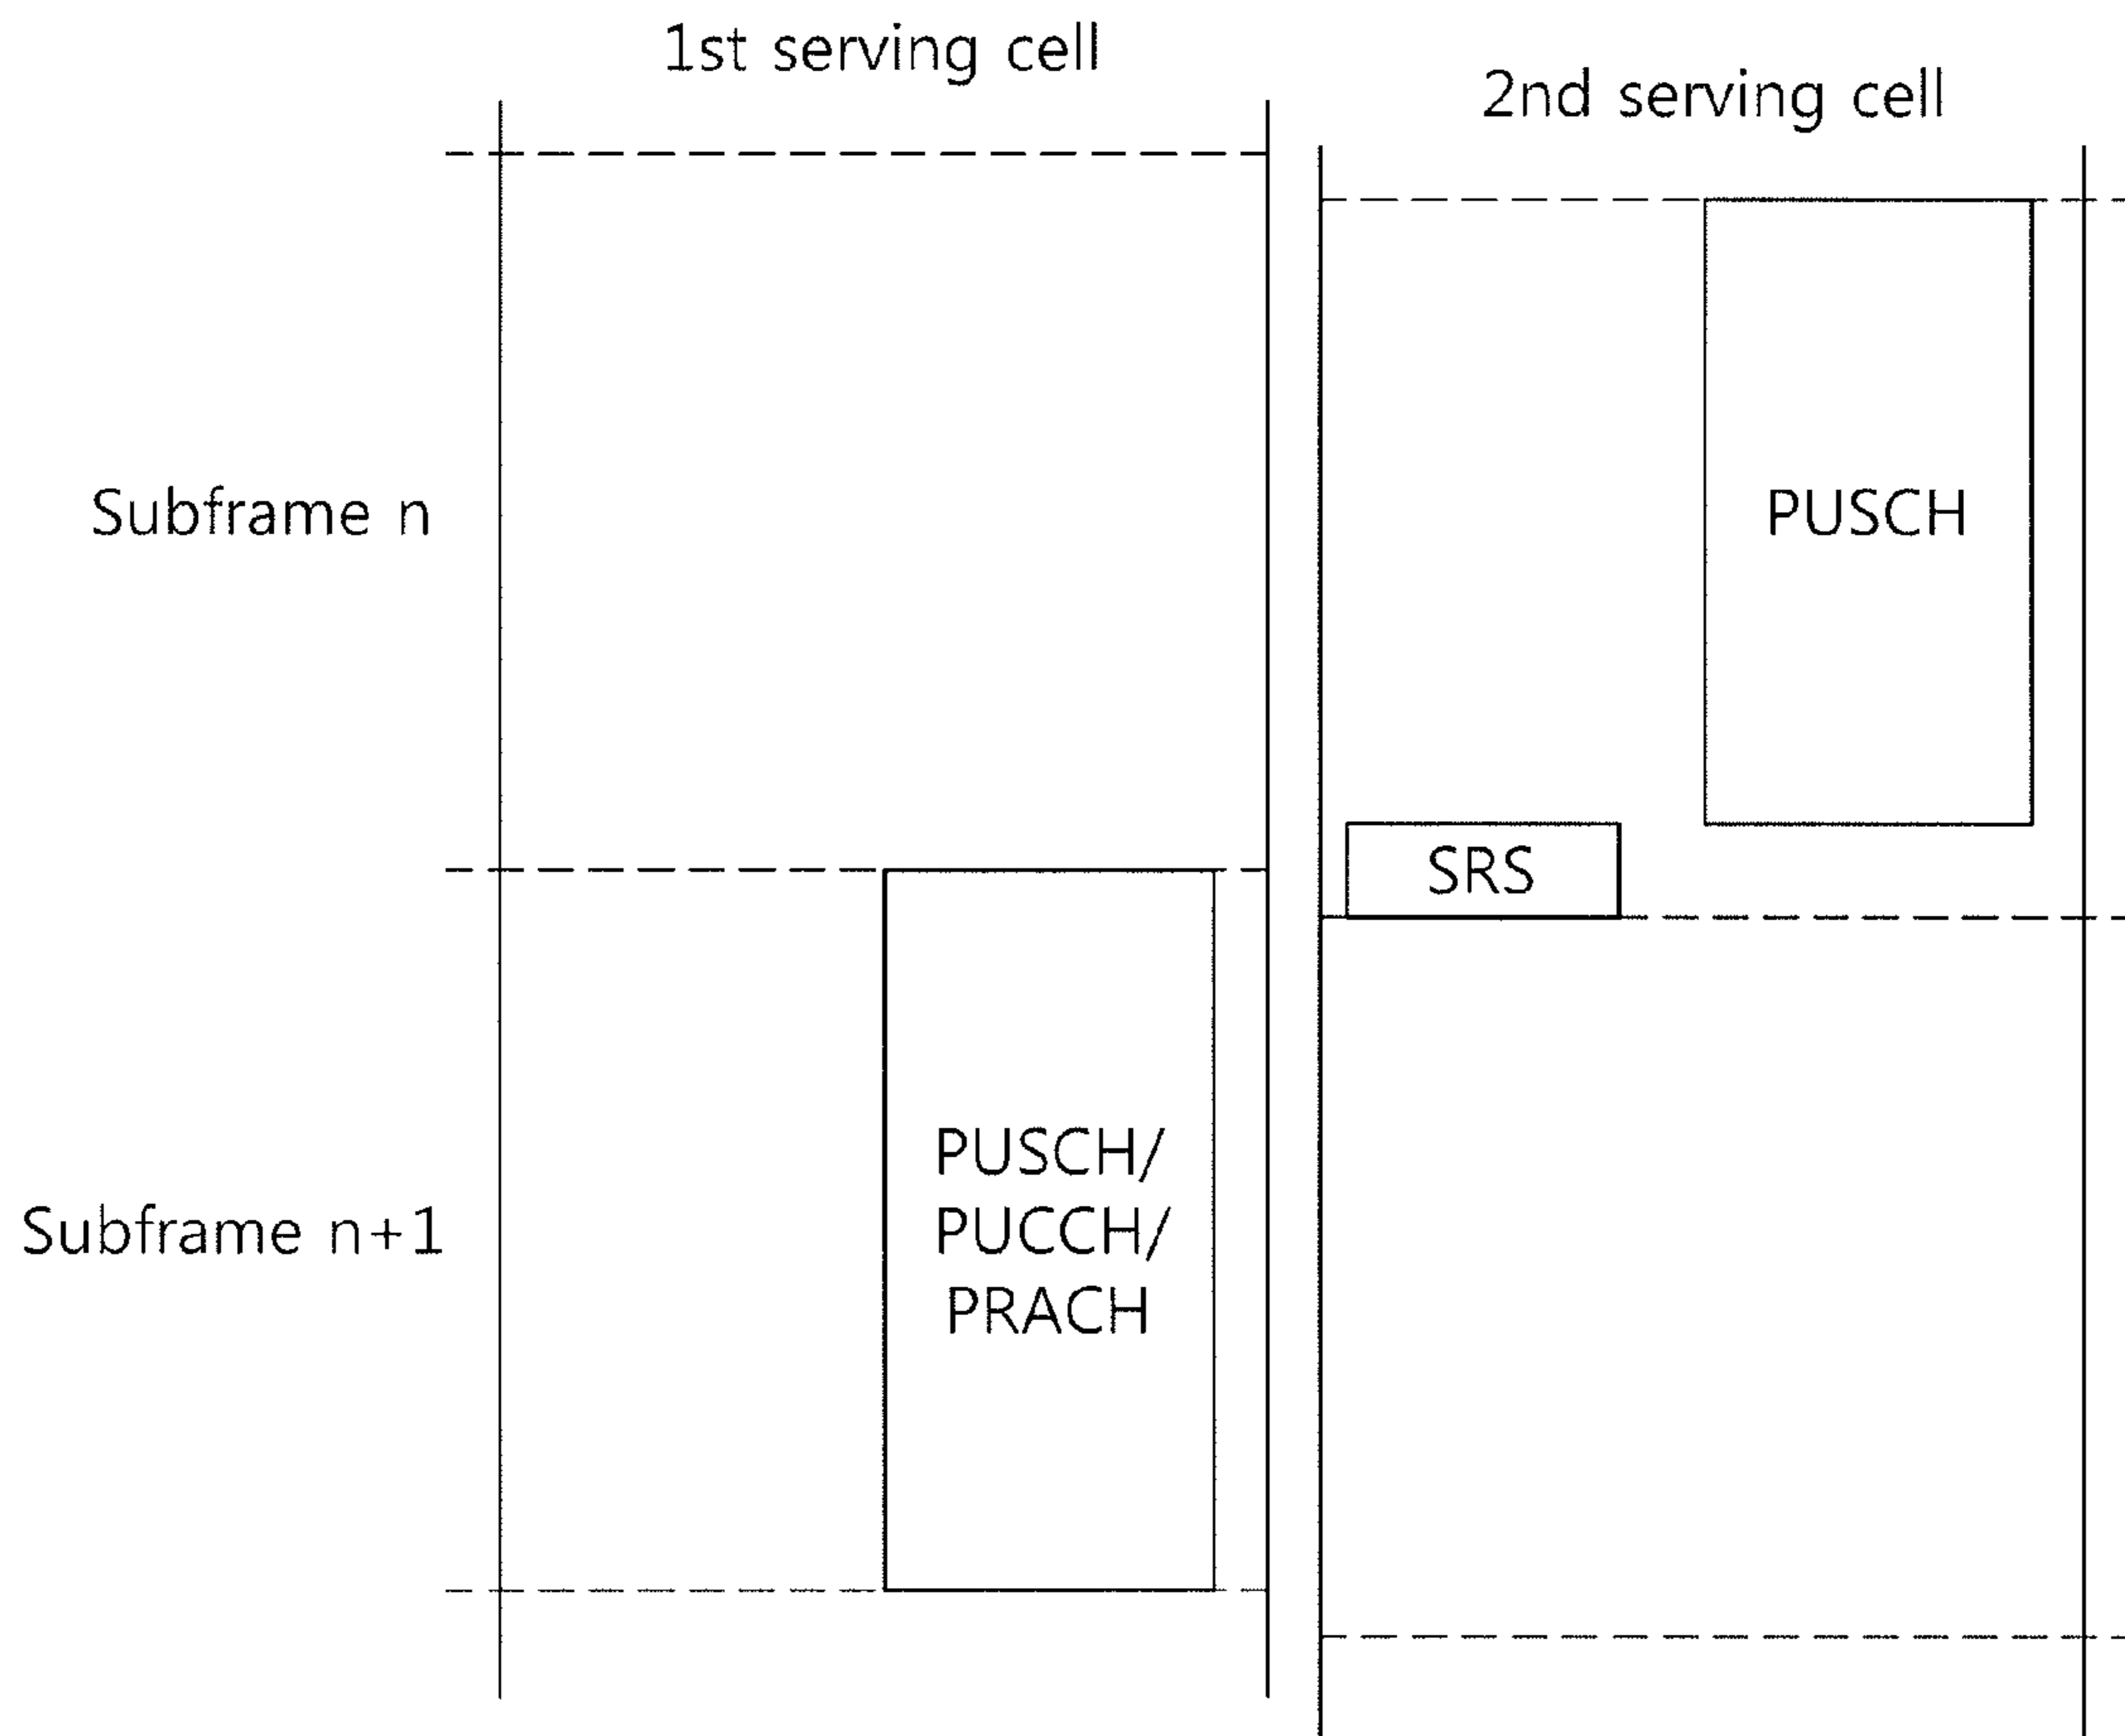 1st serving cell
2nd serving cell
Subframe n
PUSCH
SRS
PUSCH/
PUCCH/
PRACH
Subframe n+1